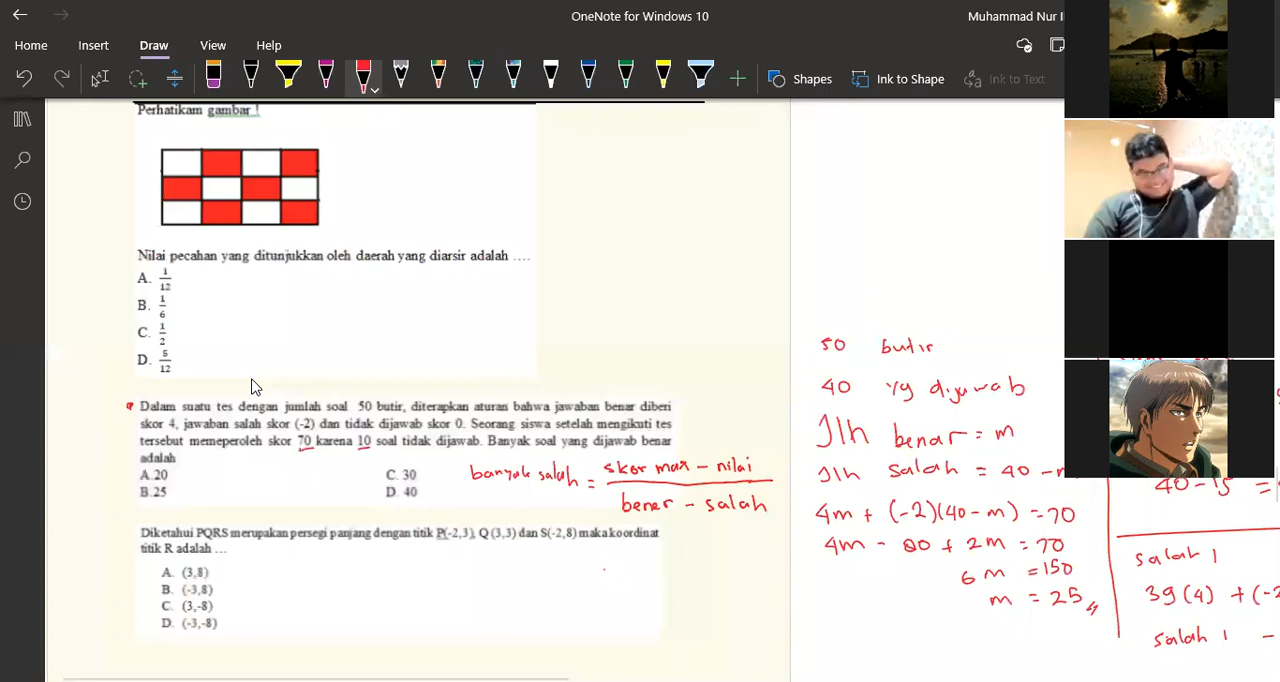 OneNote for Windows 10
Muhammad Nur
Home Insert Draw View Help
Shapes Ink to Shape Ink to Text
Perhatikam gambar !
Nilai pecahan yang ditunjukkan oleh daerah yang diarsir adalah ....
A. 1/12
B. 1/6
C. 1/2
D. 5/12
Dalam suatu tes dengan jumlah soal 50 butir, diterapkan aturan bahwa jawaban benar diberi
skor 4, jawaban salah skor (-2) dan tidak dijawab skor 0. Seorang siswa setelah mengikuti tes
tersebut memeperoleh skor 70 karena 10 soal tidak dijawab. Banyak soal yang dijawab benar
adalah
A.20 C. 30
B.25 D. 40
banyak salah = skor max - nilai
benar - salah
Diketahui PQRS merupakan persegi panjang dengan titik P(-2,3), Q (3,3) dan S(-2,8) maka koordinat
titik R adalah ...
A. (3,8)
B. (-3,8)
C. (3,-8)
D. (-3,-8)
50 butir
40 yg dijawab
Jlh benar = m
Jlh salah = 40 - m
4m + (-2)(40 - m) = 70
4m - 80 + 2m = 70
6m = 150
m = 25
40 - 15 =
salah 1
39(4) + (-2
salah 1 -